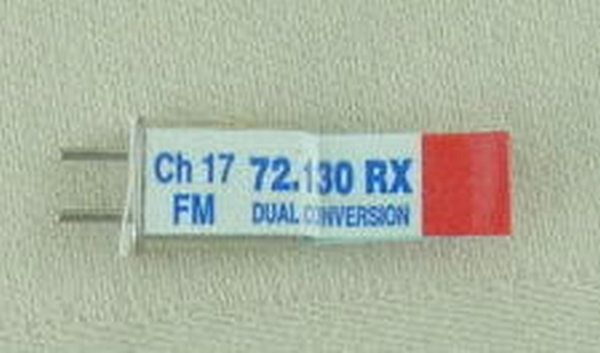 Ch 17 72.130 RX
FM DUAL CONVERSION